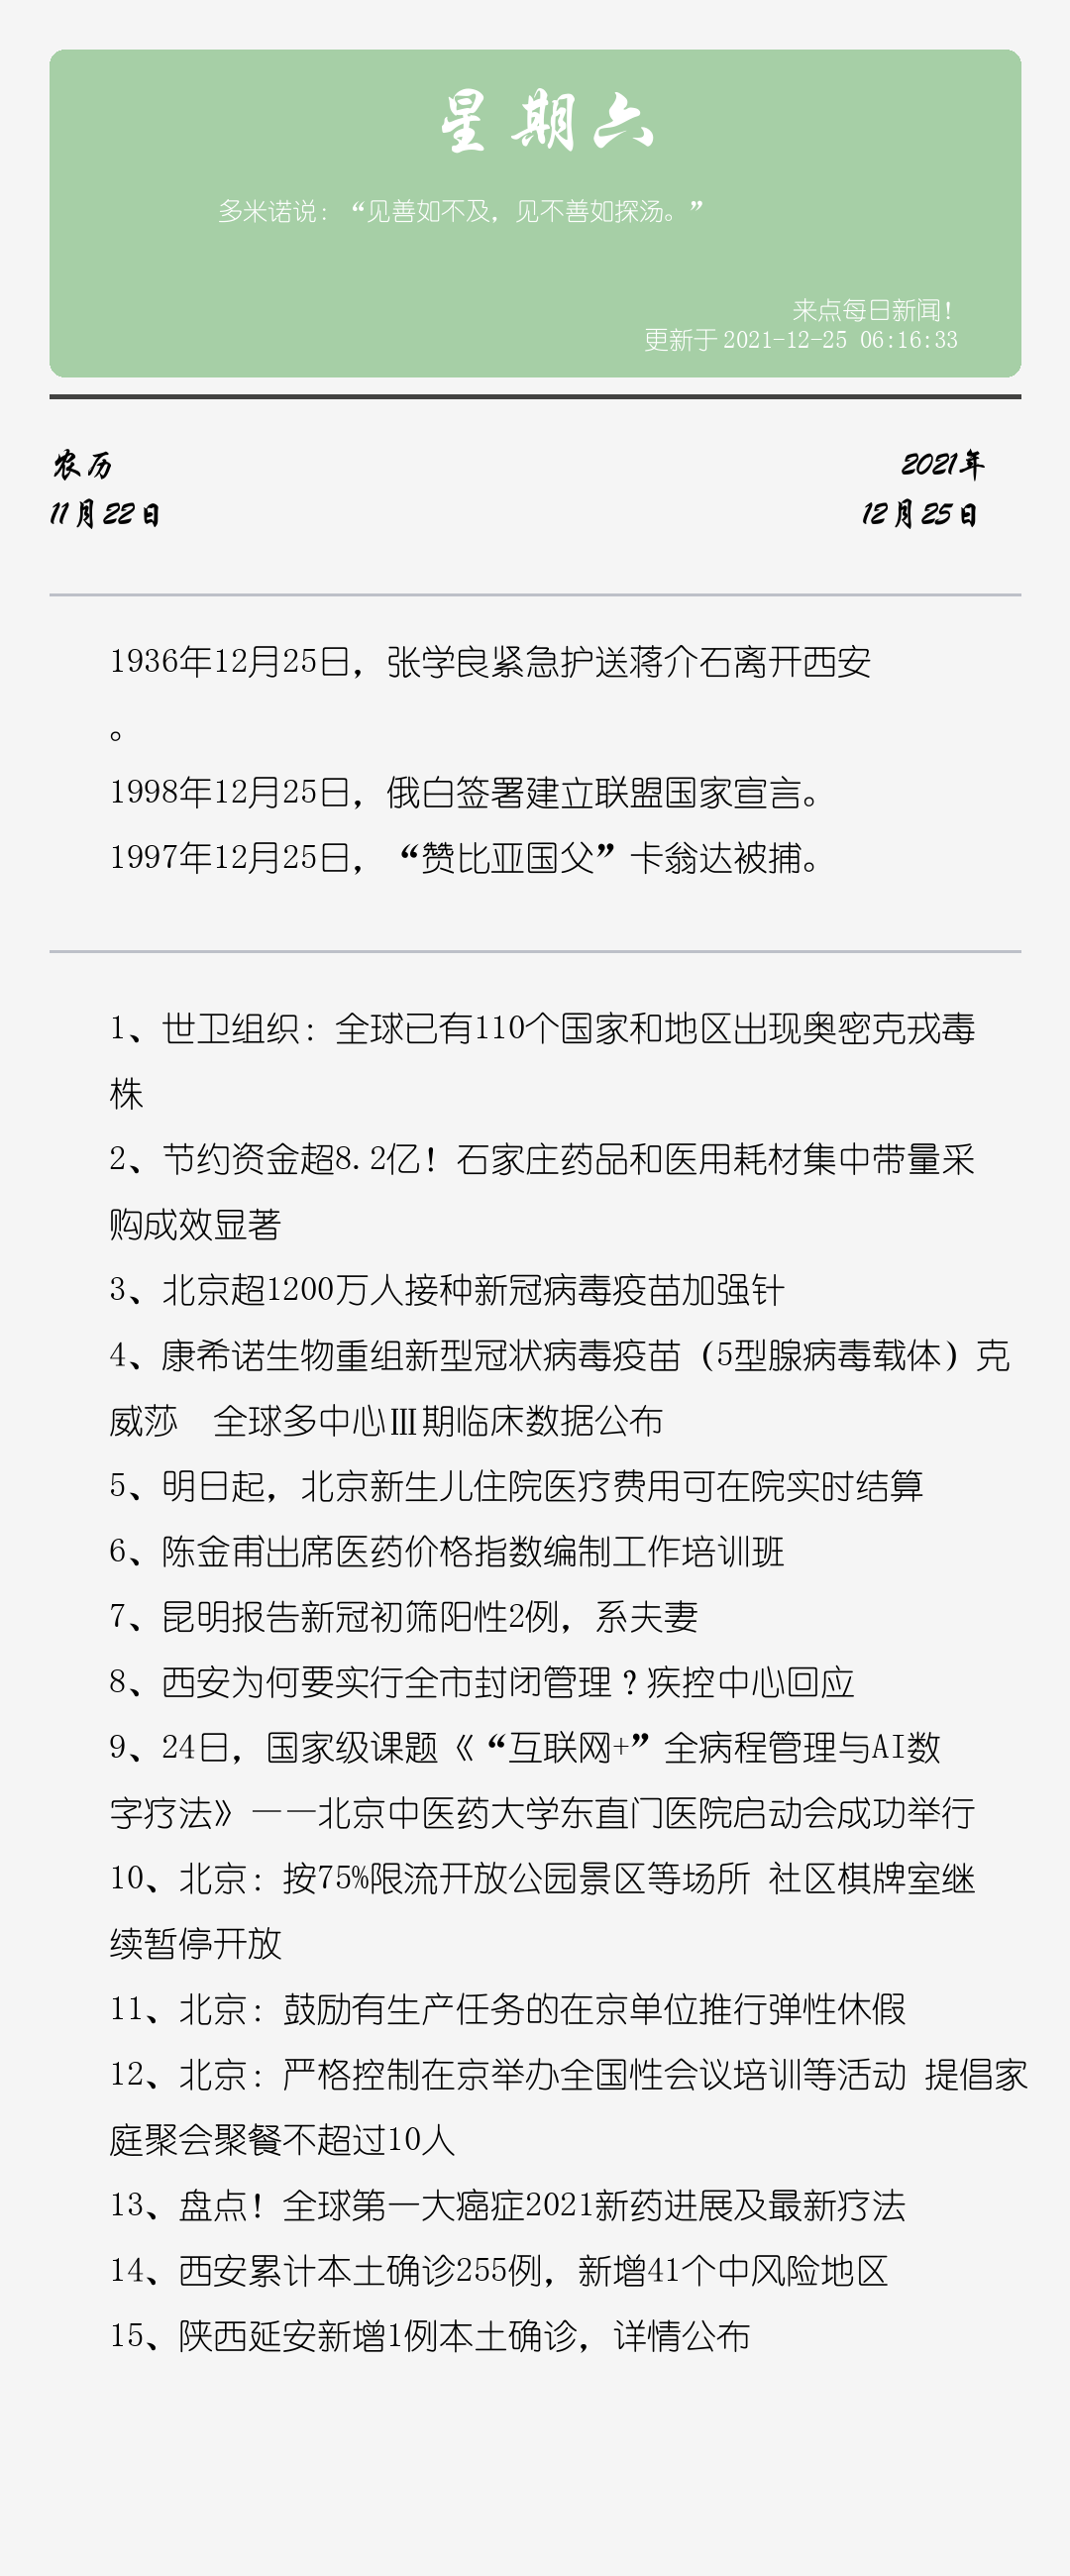 星期六
多米诺说：“见善如不及，见不善如探汤。”
来点每日新闻！
更新于 2021-12-25 06:16:33
农历
2021年
11月22日
12月25日
1936年12月25日，张学良紧急护送蒋介石离开西安
。
1998年12月25日，俄白签署建立联盟国家宣言。
1997年12月25日，“赞比亚国父”卡翁达被捕。
1、世卫组织：全球已有110个国家和地区出现奥密克戎毒
株
2、节约资金超8.2亿！石家庄药品和医用耗材集中带量采
购成效显著
3、北京超1200万人接种新冠病毒疫苗加强针
4、康希诺生物重组新型冠状病毒疫苗（5型腺病毒载体）克
威莎　全球多中心Ⅲ期临床数据公布
5、明日起，北京新生儿住院医疗费用可在院实时结算
6、陈金甫出席医药价格指数编制工作培训班
7、昆明报告新冠初筛阳性2例，系夫妻
8、西安为何要实行全市封闭管理？疾控中心回应
9、24日，国家级课题《“互联网+”全病程管理与AI数
字疗法》——北京中医药大学东直门医院启动会成功举行
10、北京：按75%限流开放公园景区等场所 社区棋牌室继
续暂停开放
11、北京：鼓励有生产任务的在京单位推行弹性休假
12、北京：严格控制在京举办全国性会议培训等活动 提倡家
庭聚会聚餐不超过10人
13、盘点！全球第一大癌症2021新药进展及最新疗法
14、西安累计本土确诊255例，新增41个中风险地区
15、陕西延安新增1例本土确诊，详情公布